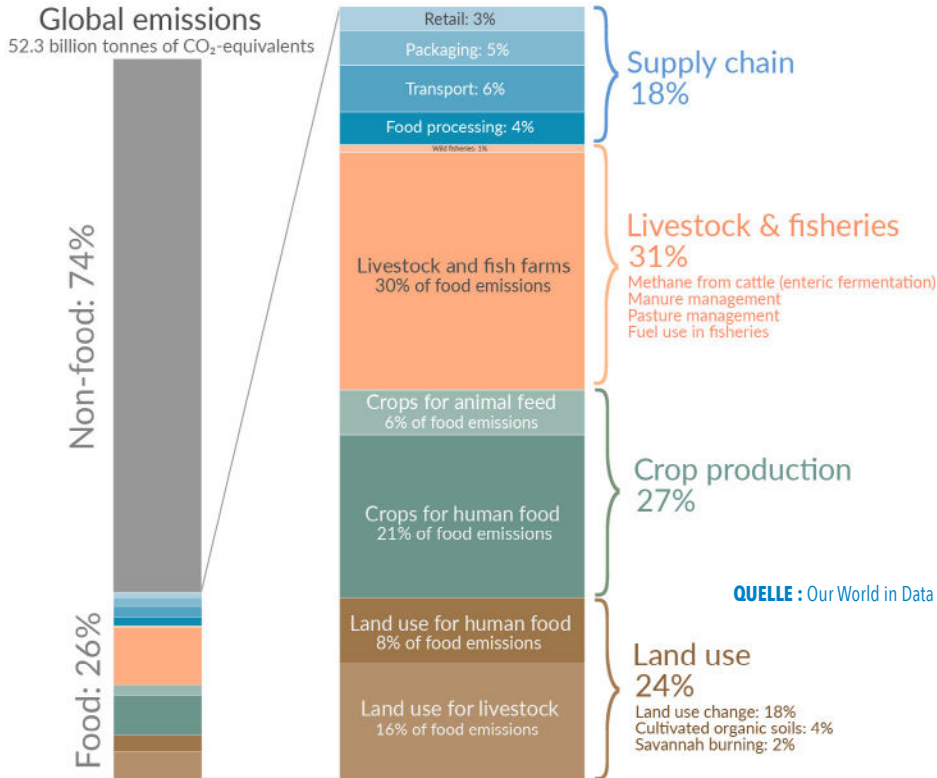 Global emissions
52.3 billion tonnes of CO₂-equivalents
Non-food: 74%
Food: 26%
Retail: 3%
Packaging: 5%
Transport: 6%
Food processing: 4%
Wild fisheries: 1%
Livestock and fish farms
30% of food emissions
Crops for animal feed
6% of food emissions
Crops for human food
21% of food emissions
Land use for human food
8% of food emissions
Land use for livestock
16% of food emissions
Supply chain
18%
Livestock & fisheries
31%
Methane from cattle (enteric fermentation)
Manure management
Pasture management
Fuel use in fisheries
Crop production
27%
QUELLE : Our World in Data
Land use
24%
Land use change: 18%
Cultivated organic soils: 4%
Savannah burning: 2%